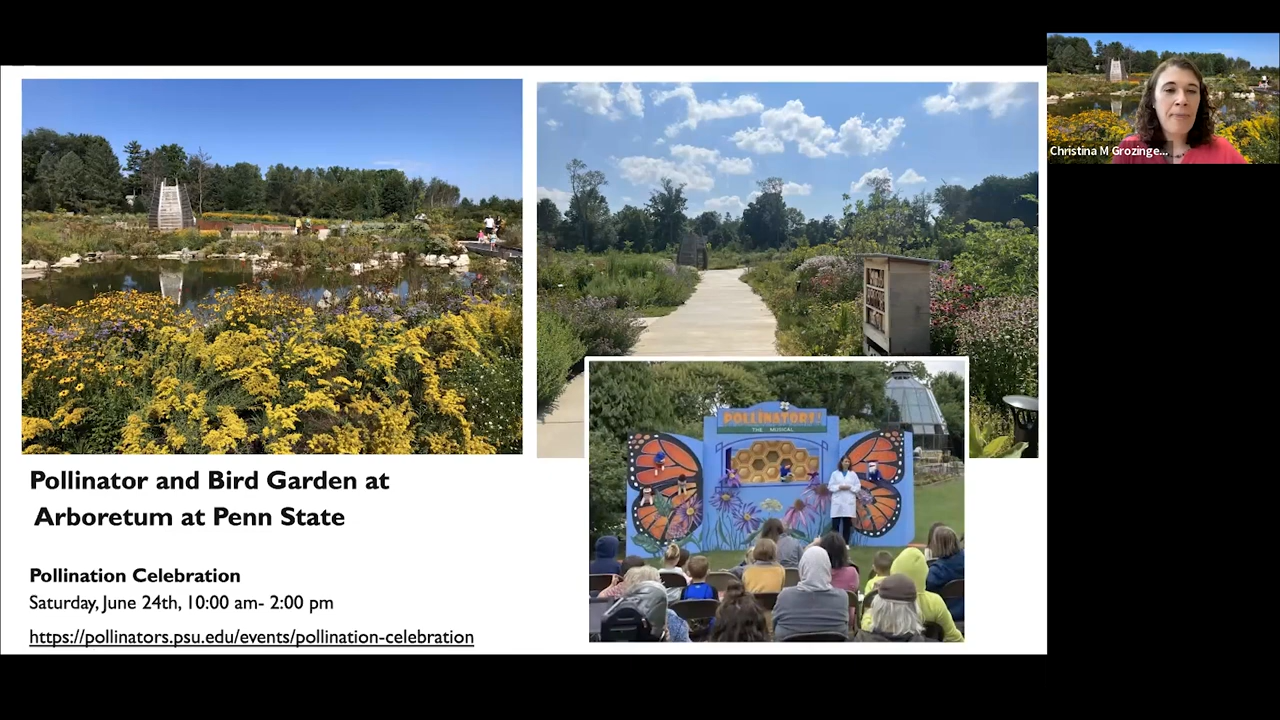 Christina M Grozinge...
POLLINATORS!
THE MUSICAL
Pollinator and Bird Garden at
Arboretum at Penn State
Pollination Celebration
Saturday, June 24th, 10:00 am- 2:00 pm
https://pollinators.psu.edu/events/pollination-celebration